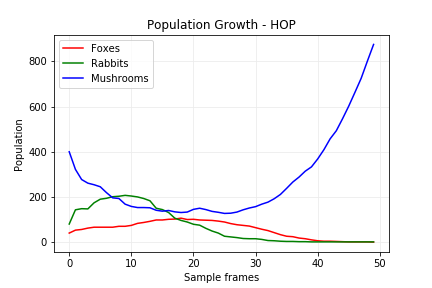 Population Growth - HOP
Foxes
Rabbits
Mushrooms
Population
800
600
400
200
0
0 10 20 30 40 50
Sample frames